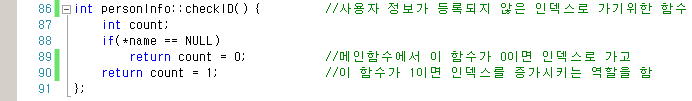 86 int personInfo::checkID() { //사용자 정보가 등록되지 않은 인덱스로 가기위한 함수
87 int count;
88 if(*name == NULL)
89 return count = 0; //메인함수에서 이 함수가 0이면 인덱스로 가고
90 return count = 1; //이 함수가 1이면 인덱스를 증가시키는 역할을 함
91 };